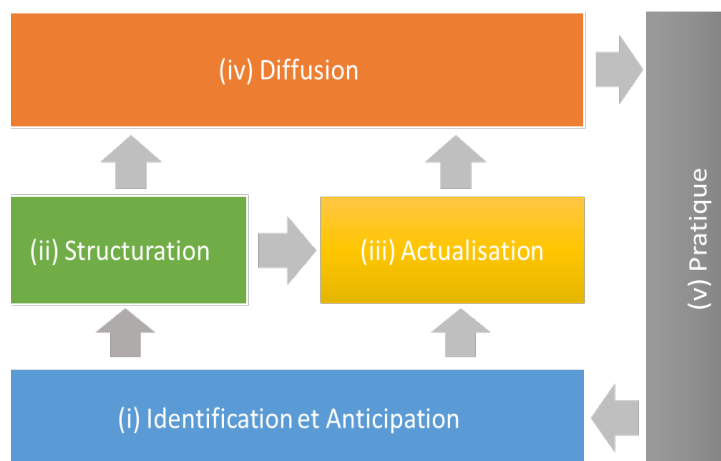 (iv) Diffusion
(ii) Structuration
(iii) Actualisation
(v) Pratique
(i) Identification et Anticipation